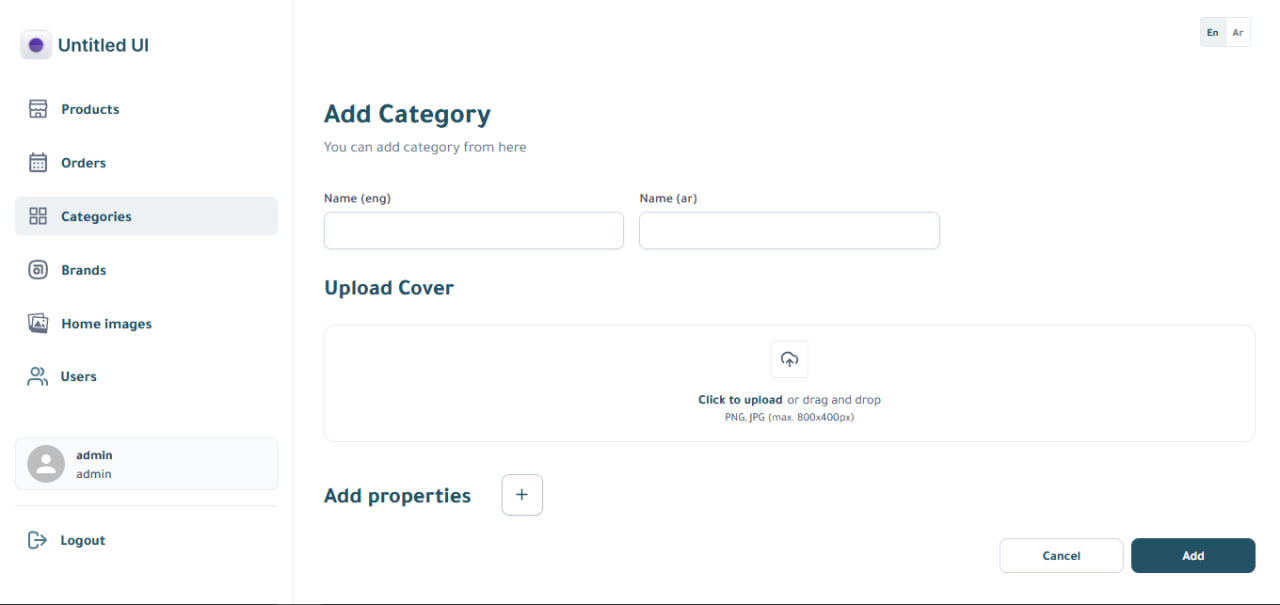 Untitled UI
Products
Orders
Categories
Brands
Home images
Users
admin
admin
Logout
En Ar
Add Category
You can add category from here
Name (eng) Name (ar)
Upload Cover
Click to upload or drag and drop
PNG, JPG (max. 800x400px)
Add properties +
Cancel Add